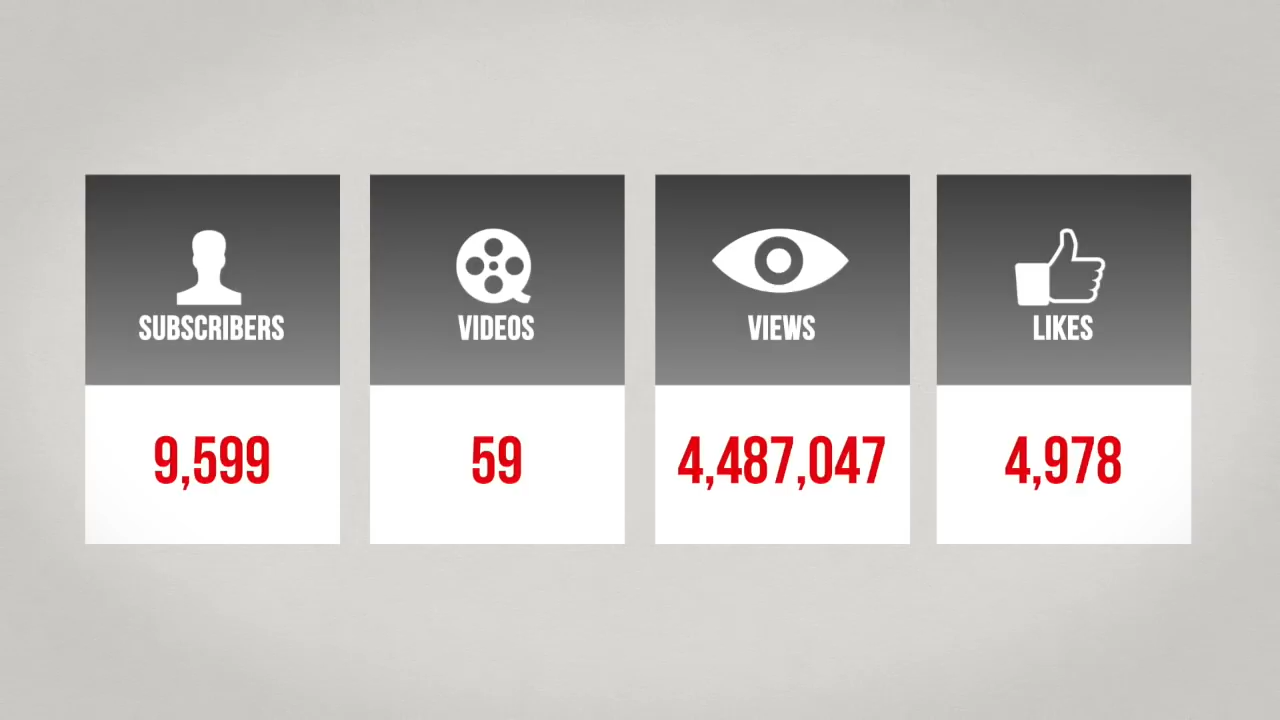 SUBSCRIBERS
9,599
VIDEOS
59
VIEWS
4,487,047
LIKES
4,978